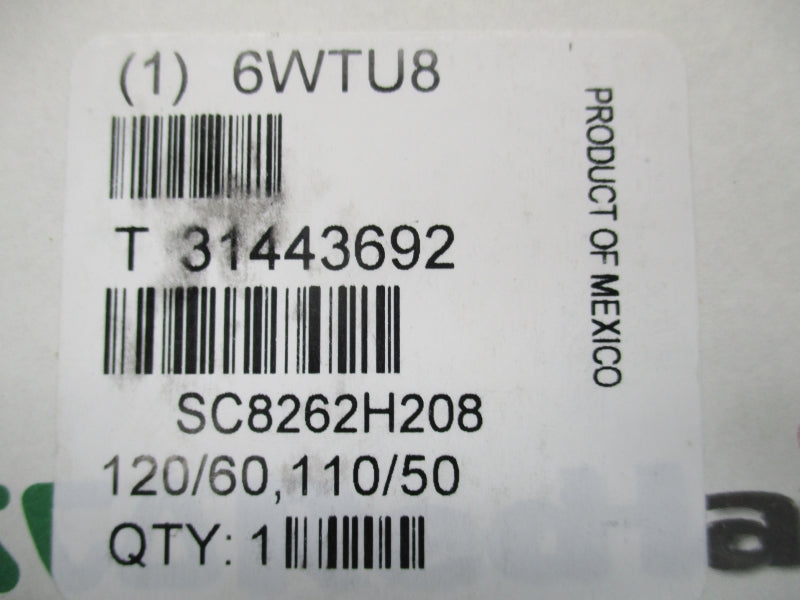 (1) 6WTU8
T 31443692
SC8262H208
120/60,110/50
QTY: 1
PRODUCT OF MEXICO